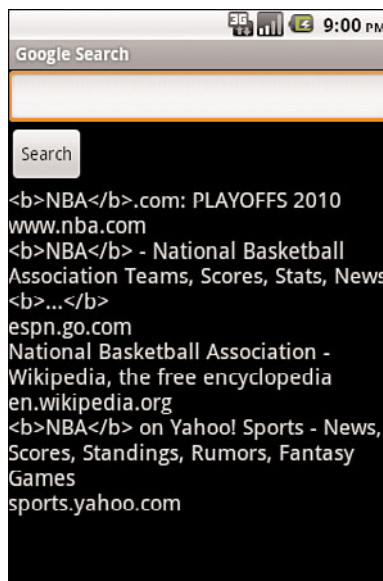 3G 9:00 PM
Google Search
Search
<b>NBA</b>.com: PLAYOFFS 2010
www.nba.com
<b>NBA</b> - National Basketball
Association Teams, Scores, Stats, News
<b>...</b>
espn.go.com
National Basketball Association -
Wikipedia, the free encyclopedia
en.wikipedia.org
<b>NBA</b> on Yahoo! Sports - News,
Scores, Standings, Rumors, Fantasy
Games
sports.yahoo.com